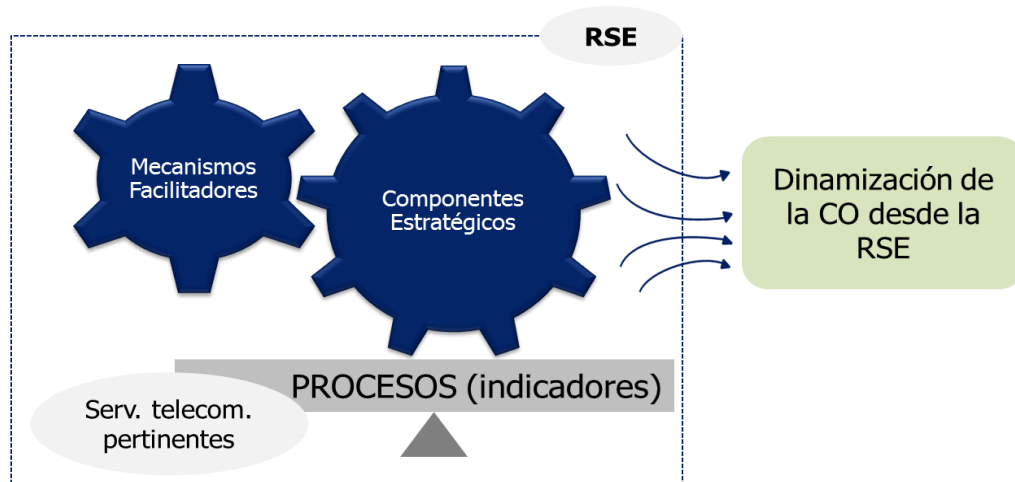 RSE
Mecanismos
Facilitadores
Componentes
Estratégicos
Dinamización de
la CO desde la
RSE
PROCESOS (indicadores)
Serv. telecom.
pertinentes